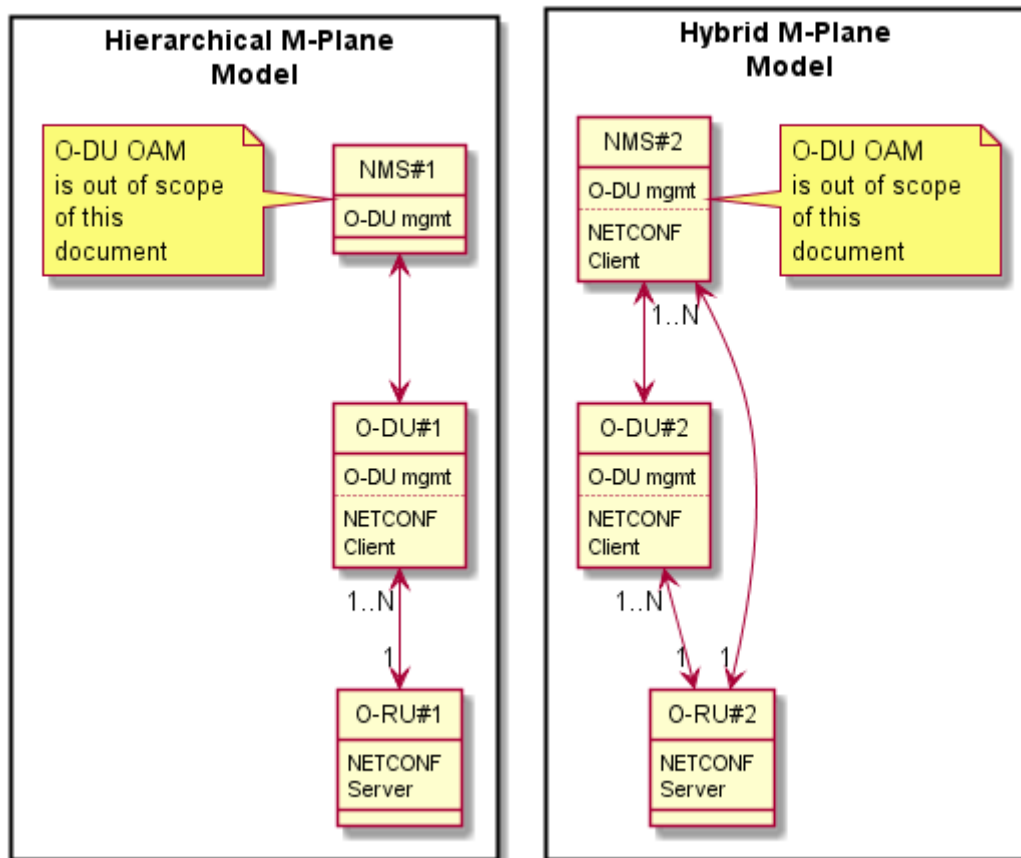 Hierarchical M-Plane
Model
O-DU OAM
is out of scope
of this
document
NMS#1
O-DU mgmt
O-DU#1
O-DU mgmt
NETCONF
Client
1..N
1
O-RU#1
NETCONF
Server
Hybrid M-Plane
Model
NMS#2
O-DU mgmt
NETCONF
Client
O-DU OAM
is out of scope
of this
document
1..N
O-DU#2
O-DU mgmt
NETCONF
Client
1..N
1
1
O-RU#2
NETCONF
Server